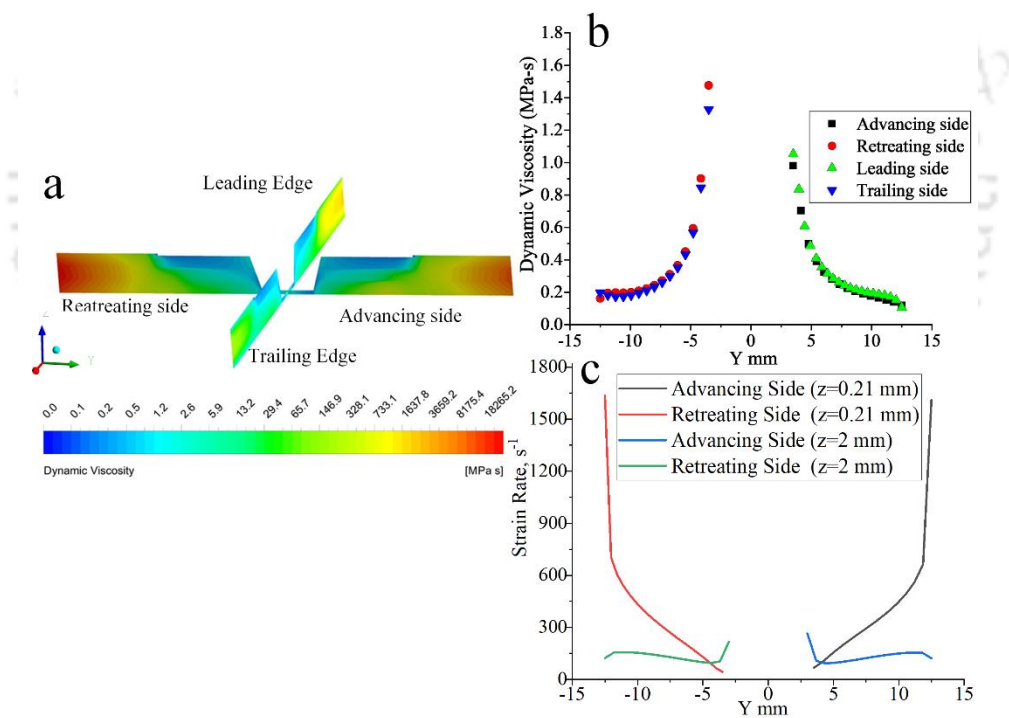 a
Leading Edge
Reatreating side
Advancing side
Trailing Edge
Z
Y
0.0 0.1 0.2 0.5 1.2 2.6 5.9 13.2 29.4 65.7 146.9 328.1 733.1 1637.8 3659.2 8175.4 18265.2
Dynamic Viscosity
[MPa s]
b
Dynamic Viscosity (MPa-s)
1.8
1.6
1.4
1.2
1.0
0.8
0.6
0.4
0.2
0.0
Advancing side
Retreating side
Leading side
Trailing side
-15 -10 -5 0 5 10 15
Y mm
c
Strain Rate, s⁻¹
1800
1500
1200
900
600
300
0
Advancing Side (z=0.21 mm)
Retreating Side (z=0.21 mm)
Advancing Side (z=2 mm)
Retreating Side (z=2 mm)
-15 -10 -5 0 5 10 15
Y mm